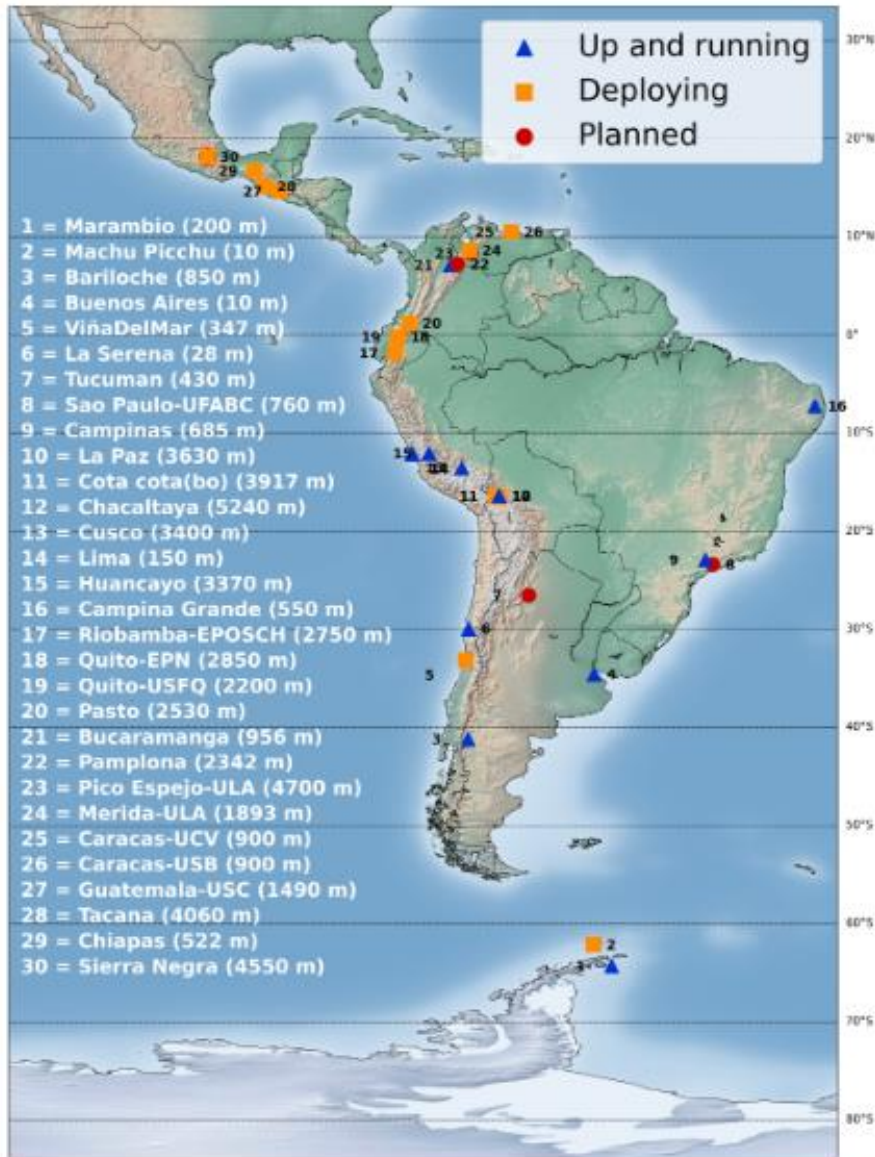 Up and running
Deploying
Planned
30°N
20°N
10°N
0°
10°S
20°S
30°S
40°S
50°S
60°S
70°S
80°S
1 = Marambio (200 m)
2 = Machu Picchu (10 m)
3 = Bariloche (850 m)
4 = Buenos Aires (10 m)
5 = ViñaDelMar (347 m)
6 = La Serena (28 m)
7 = Tucuman (430 m)
8 = Sao Paulo-UFABC (760 m)
9 = Campinas (685 m)
10 = La Paz (3630 m)
11 = Cota cota(bo) (3917 m)
12 = Chacaltaya (5240 m)
13 = Cusco (3400 m)
14 = Lima (150 m)
15 = Huancayo (3370 m)
16 = Campina Grande (550 m)
17 = Riobamba-EPOSCH (2750 m)
18 = Quito-EPN (2850 m)
19 = Quito-USFQ (2200 m)
20 = Pasto (2530 m)
21 = Bucaramanga (956 m)
22 = Pamplona (2342 m)
23 = Pico Espejo-ULA (4700 m)
24 = Merida-ULA (1893 m)
25 = Caracas-UCV (900 m)
26 = Caracas-USB (900 m)
27 = Guatemala-USC (1490 m)
28 = Tacana (4060 m)
29 = Chiapas (522 m)
30 = Sierra Negra (4550 m)
30
29
28
27
25
26
23
24
21
22
20
19
18
17
16
15
11
9
8
7
6
5
4
3
2